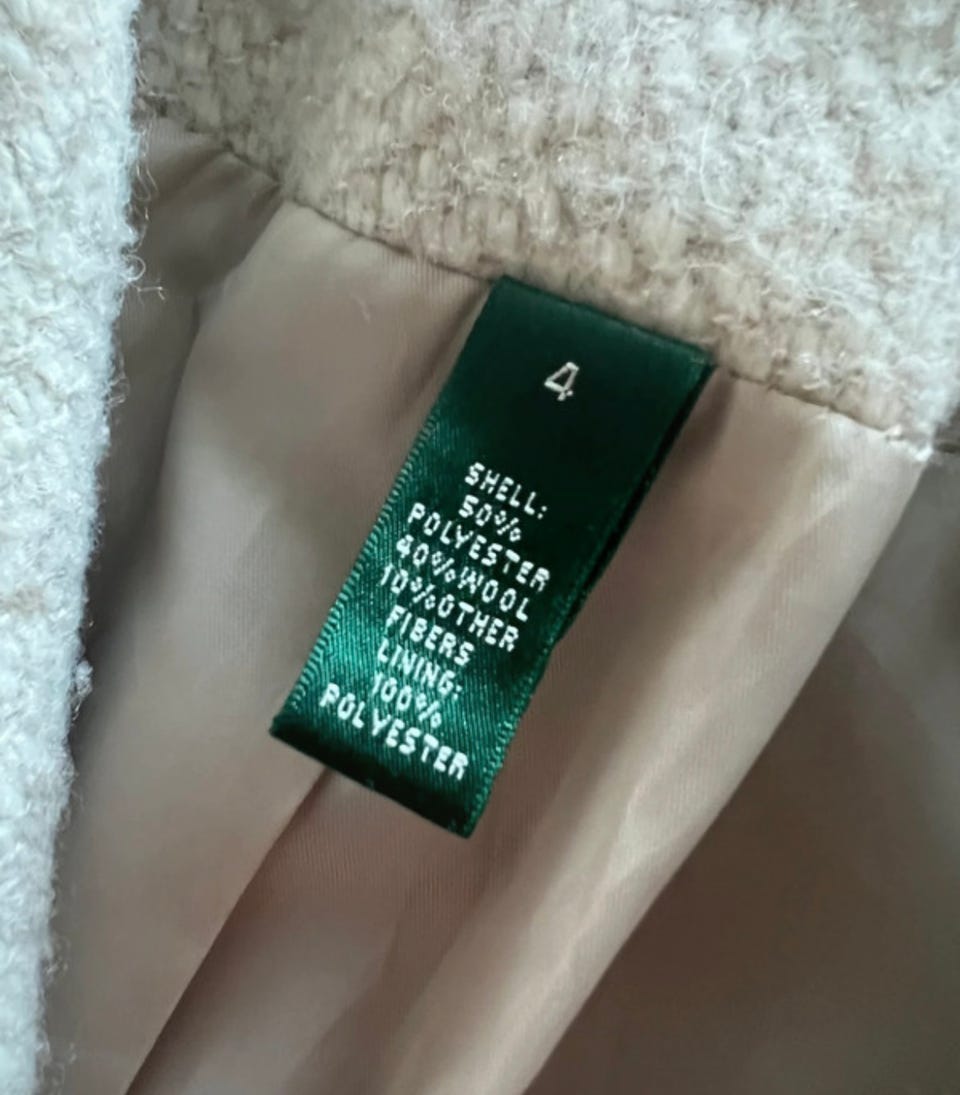 4
SHELL:
50%
POLYESTER
40%WOOL
10%OTHER
FIBERS
LINING:
100%
POLYESTER